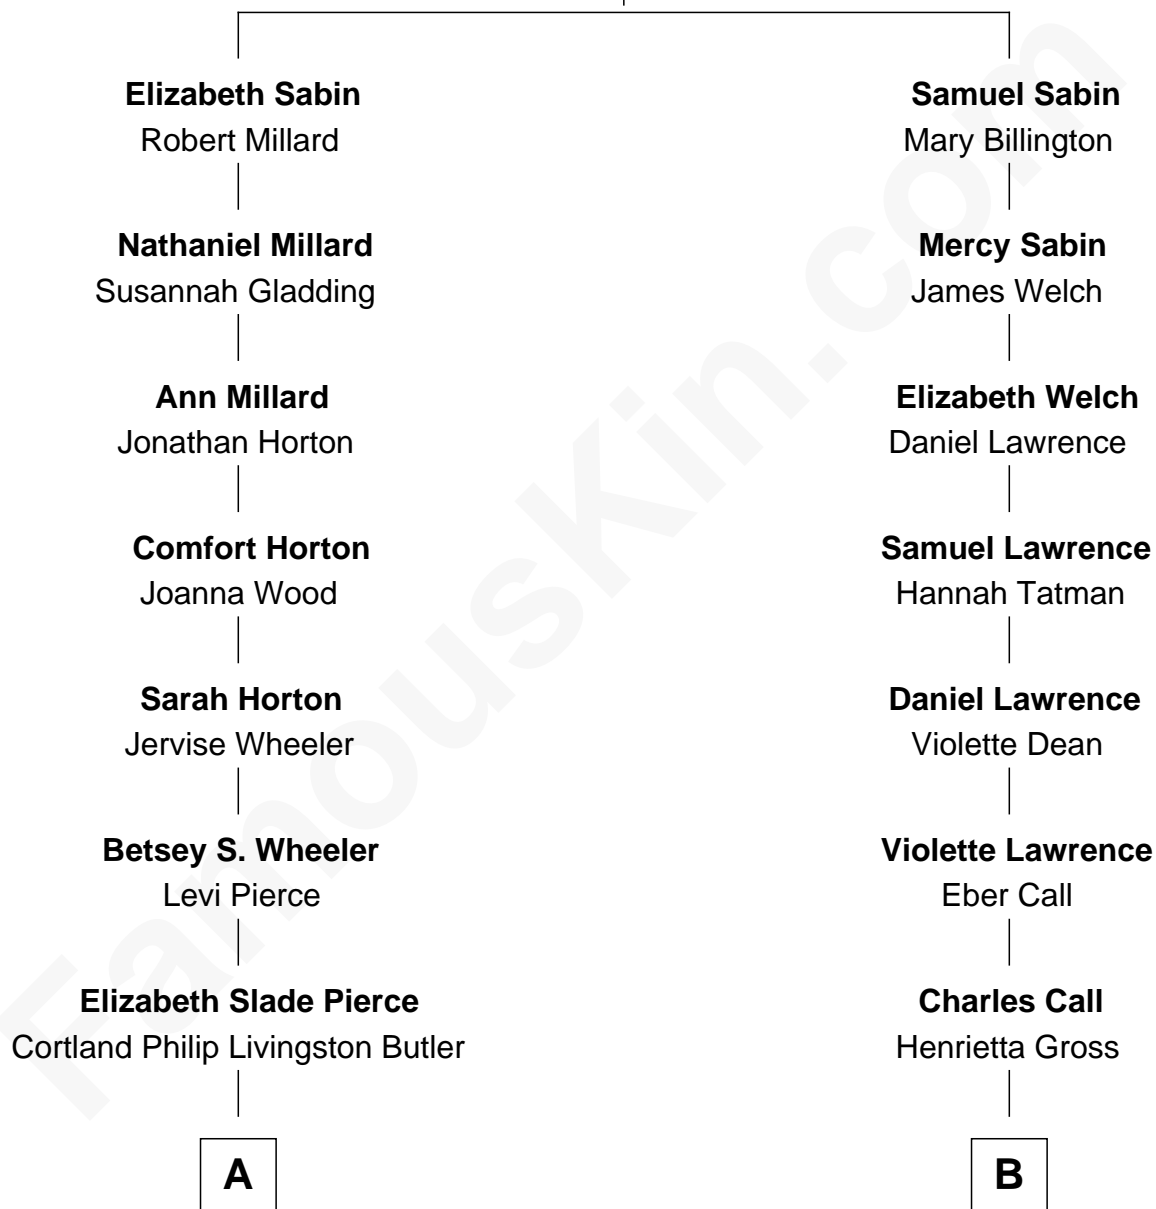 Elizabeth Sabin
Robert Millard
Samuel Sabin
Mary Billington
Nathaniel Millard
Susannah Gladding
Mercy Sabin
James Welch
Ann Millard
Jonathan Horton
Elizabeth Welch
Daniel Lawrence
Comfort Horton
Joanna Wood
Samuel Lawrence
Hannah Tatman
Sarah Horton
Jervise Wheeler
Daniel Lawrence
Violette Dean
Betsey S. Wheeler
Levi Pierce
Violette Lawrence
Eber Call
Elizabeth Slade Pierce
Cortland Philip Livingston Butler
Charles Call
Henrietta Gross
A
B
FamousKin.com